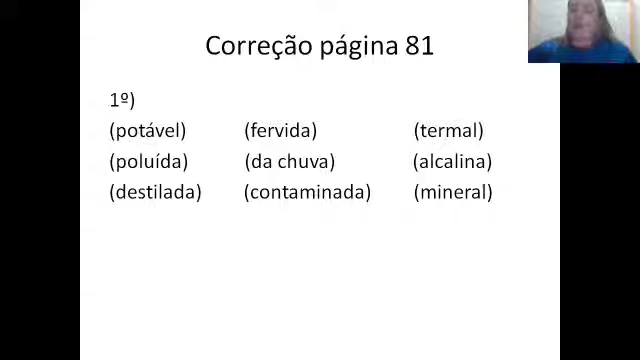 Correção página 81
1º)
(potável) (fervida) (termal)
(poluída) (da chuva) (alcalina)
(destilada) (contaminada) (mineral)